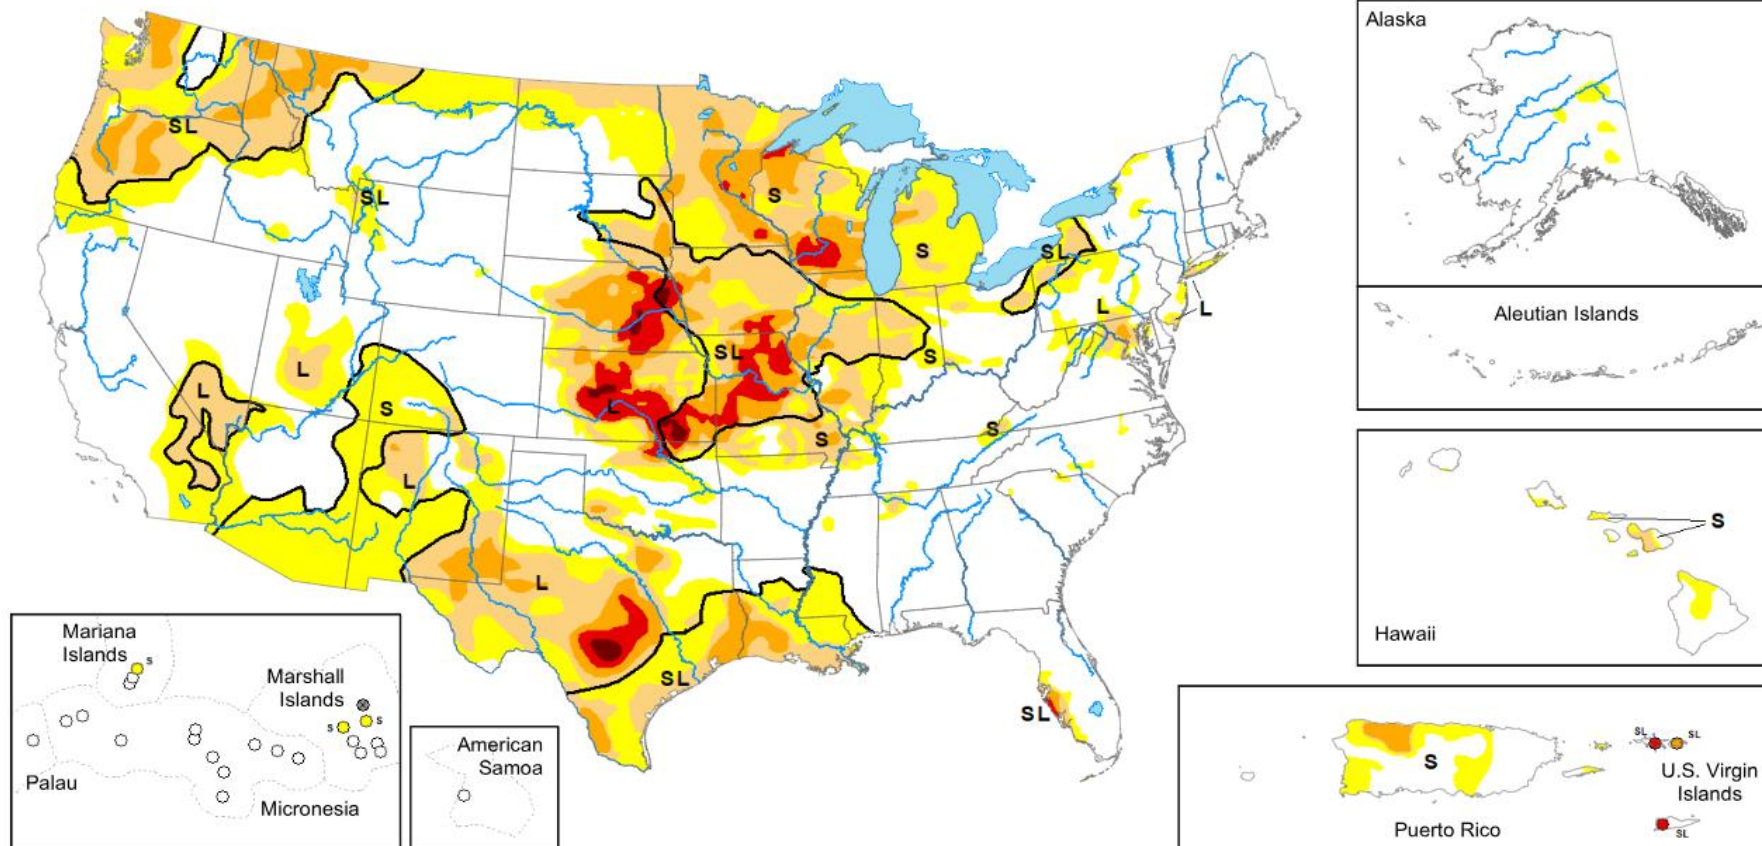 Alaska
Aleutian Islands
Hawaii
S
Mariana
Islands
S
Marshall
Islands
S
S
Palau
Micronesia
American
Samoa
SL
SL
S
S
SL
L
L
S
L
L
S
L
L
SL
S
S
S
L
SL
SL
S
SL
SL
U.S. Virgin
Islands
SL
Puerto Rico